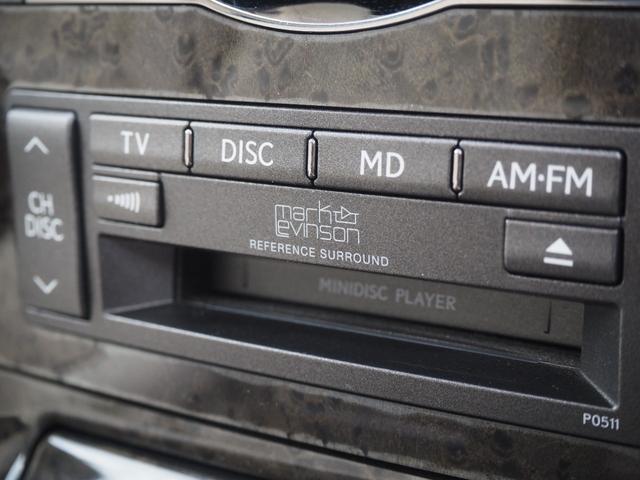 TV DISC MD AM·FM
CH
DISC
mark
Levinson
REFERENCE SURROUND
MINIDISC PLAYER
P0511